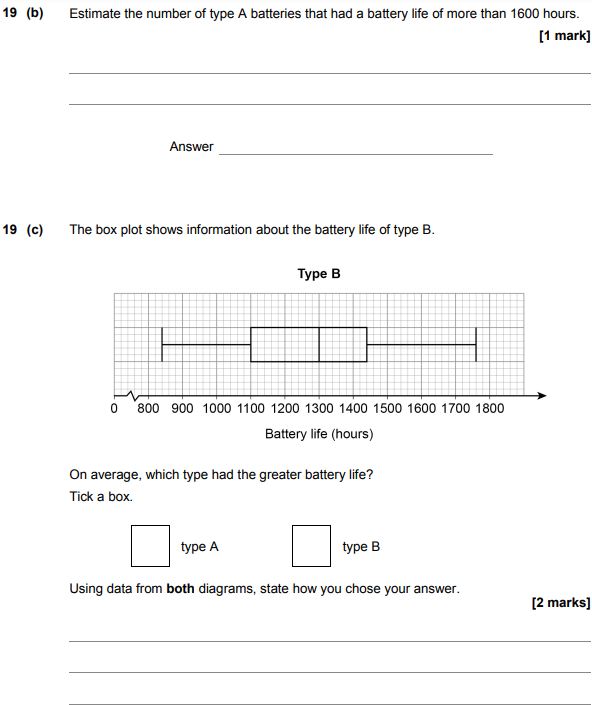 19 (b) Estimate the number of type A batteries that had a battery life of more than 1600 hours.
[1 mark]
Answer
19 (c) The box plot shows information about the battery life of type B.
Type B
0 800 900 1000 1100 1200 1300 1400 1500 1600 1700 1800
Battery life (hours)
On average, which type had the greater battery life?
Tick a box.
type A type B
Using data from both diagrams, state how you chose your answer.
[2 marks]